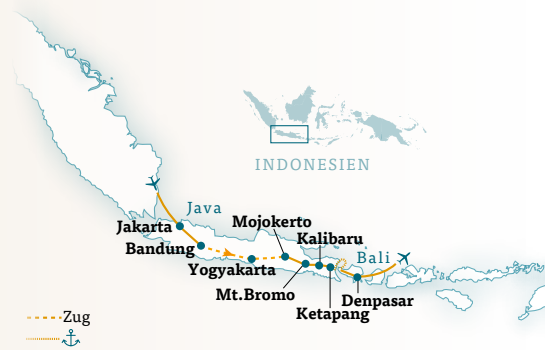 INDONESIEN
Java
Jakarta
Mojokerto
Bandung
Kalibaru
Yogyakarta
Bali
Mt.Bromo
Denpasar
Ketapang
Zug